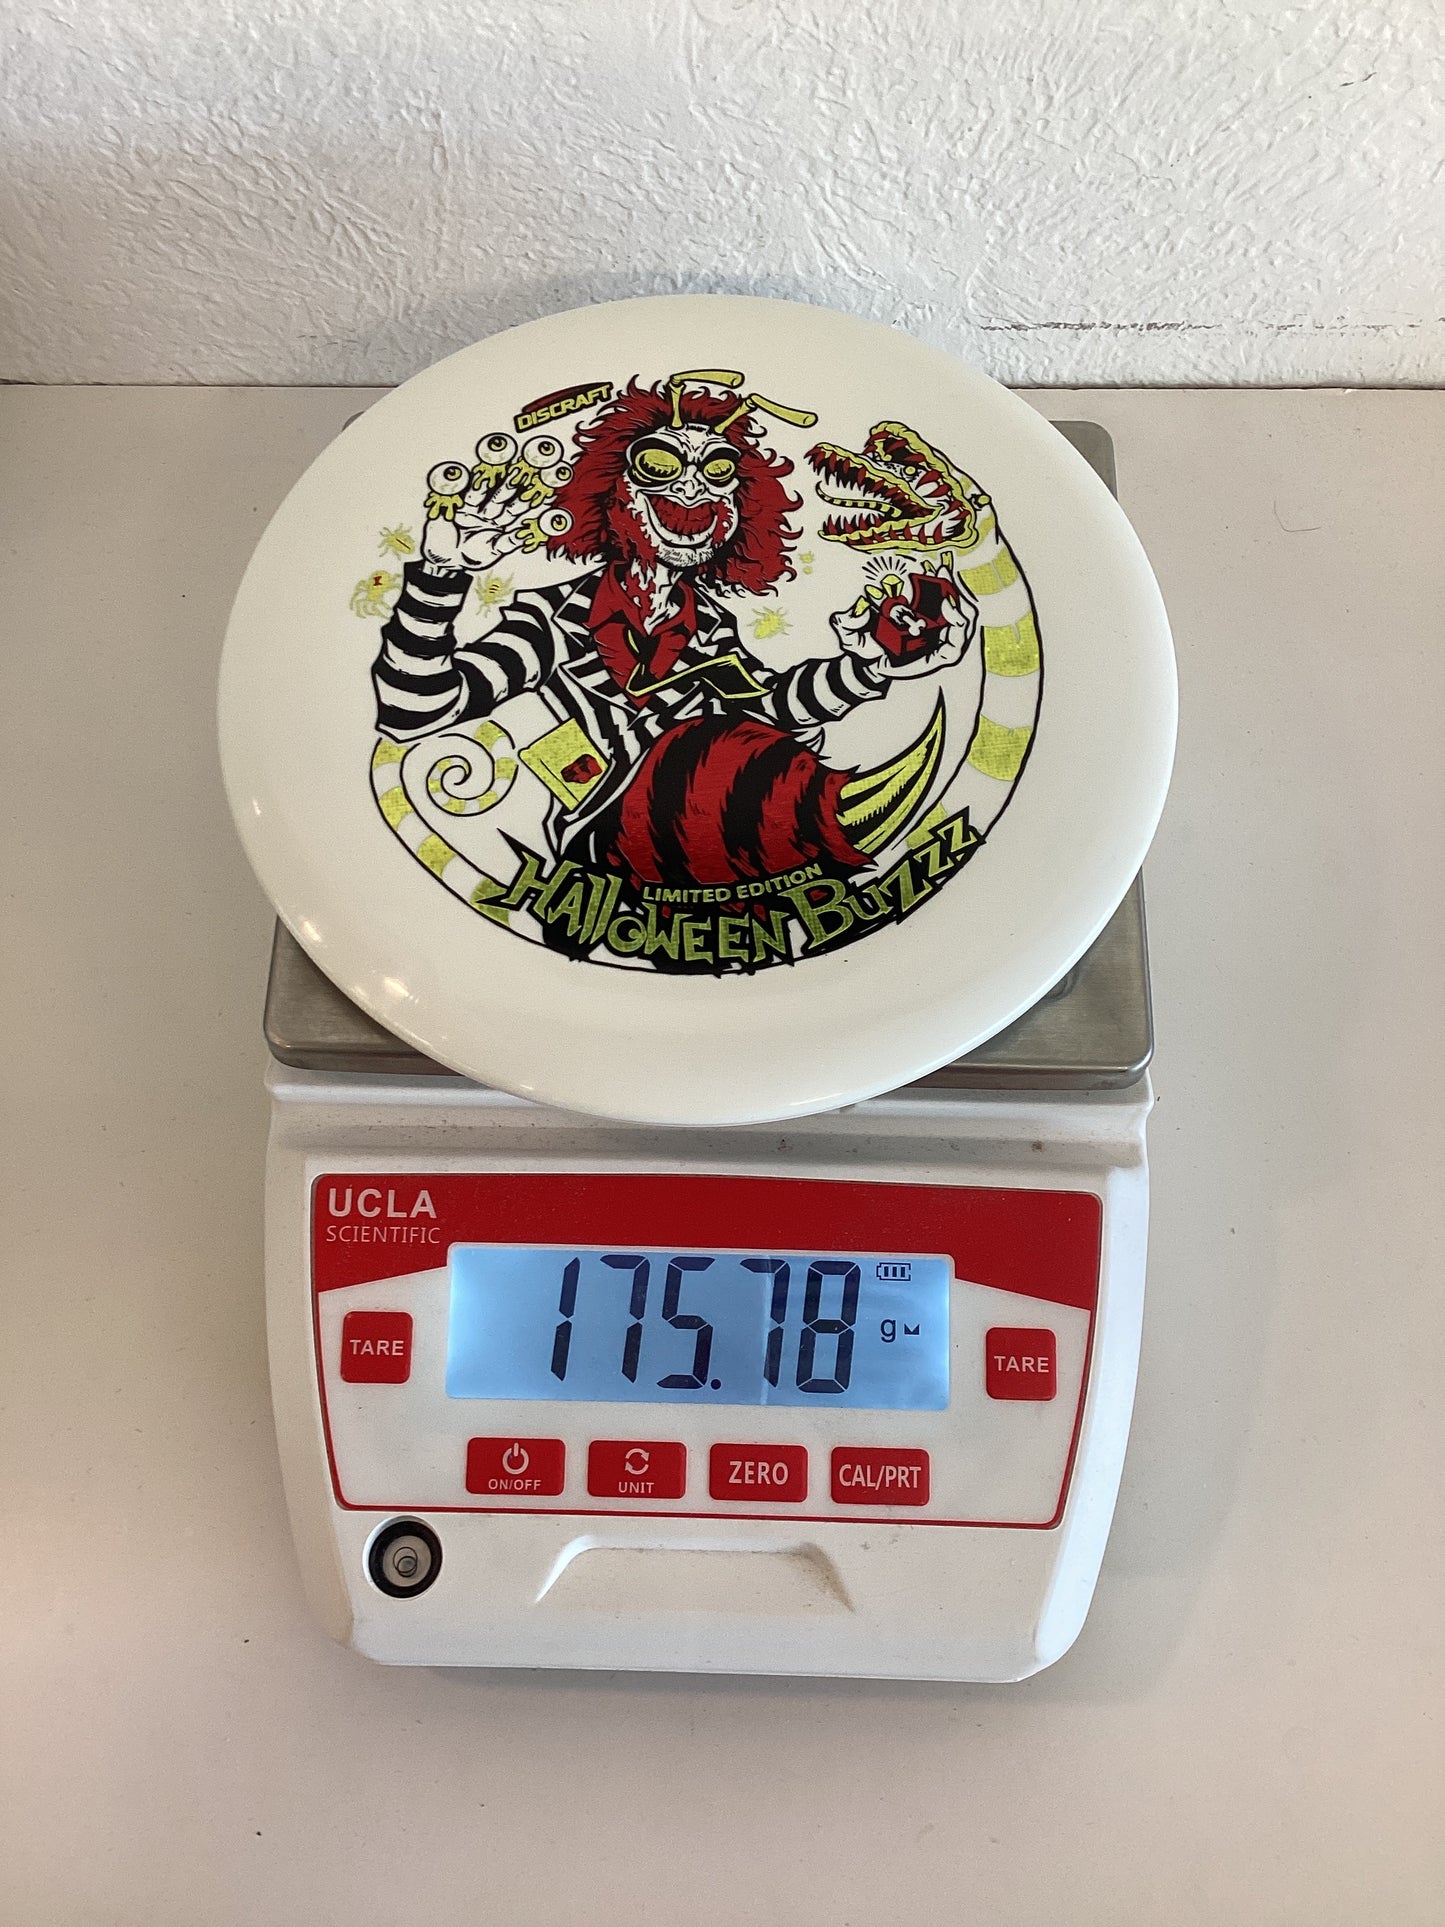 DISCRAFT
LIMITED EDITION
HALLOWEEN BUZZZ
UCLA
SCIENTIFIC
175.78
g
TARE
TARE
ON/OFF
UNIT
ZERO
CAL/PRT